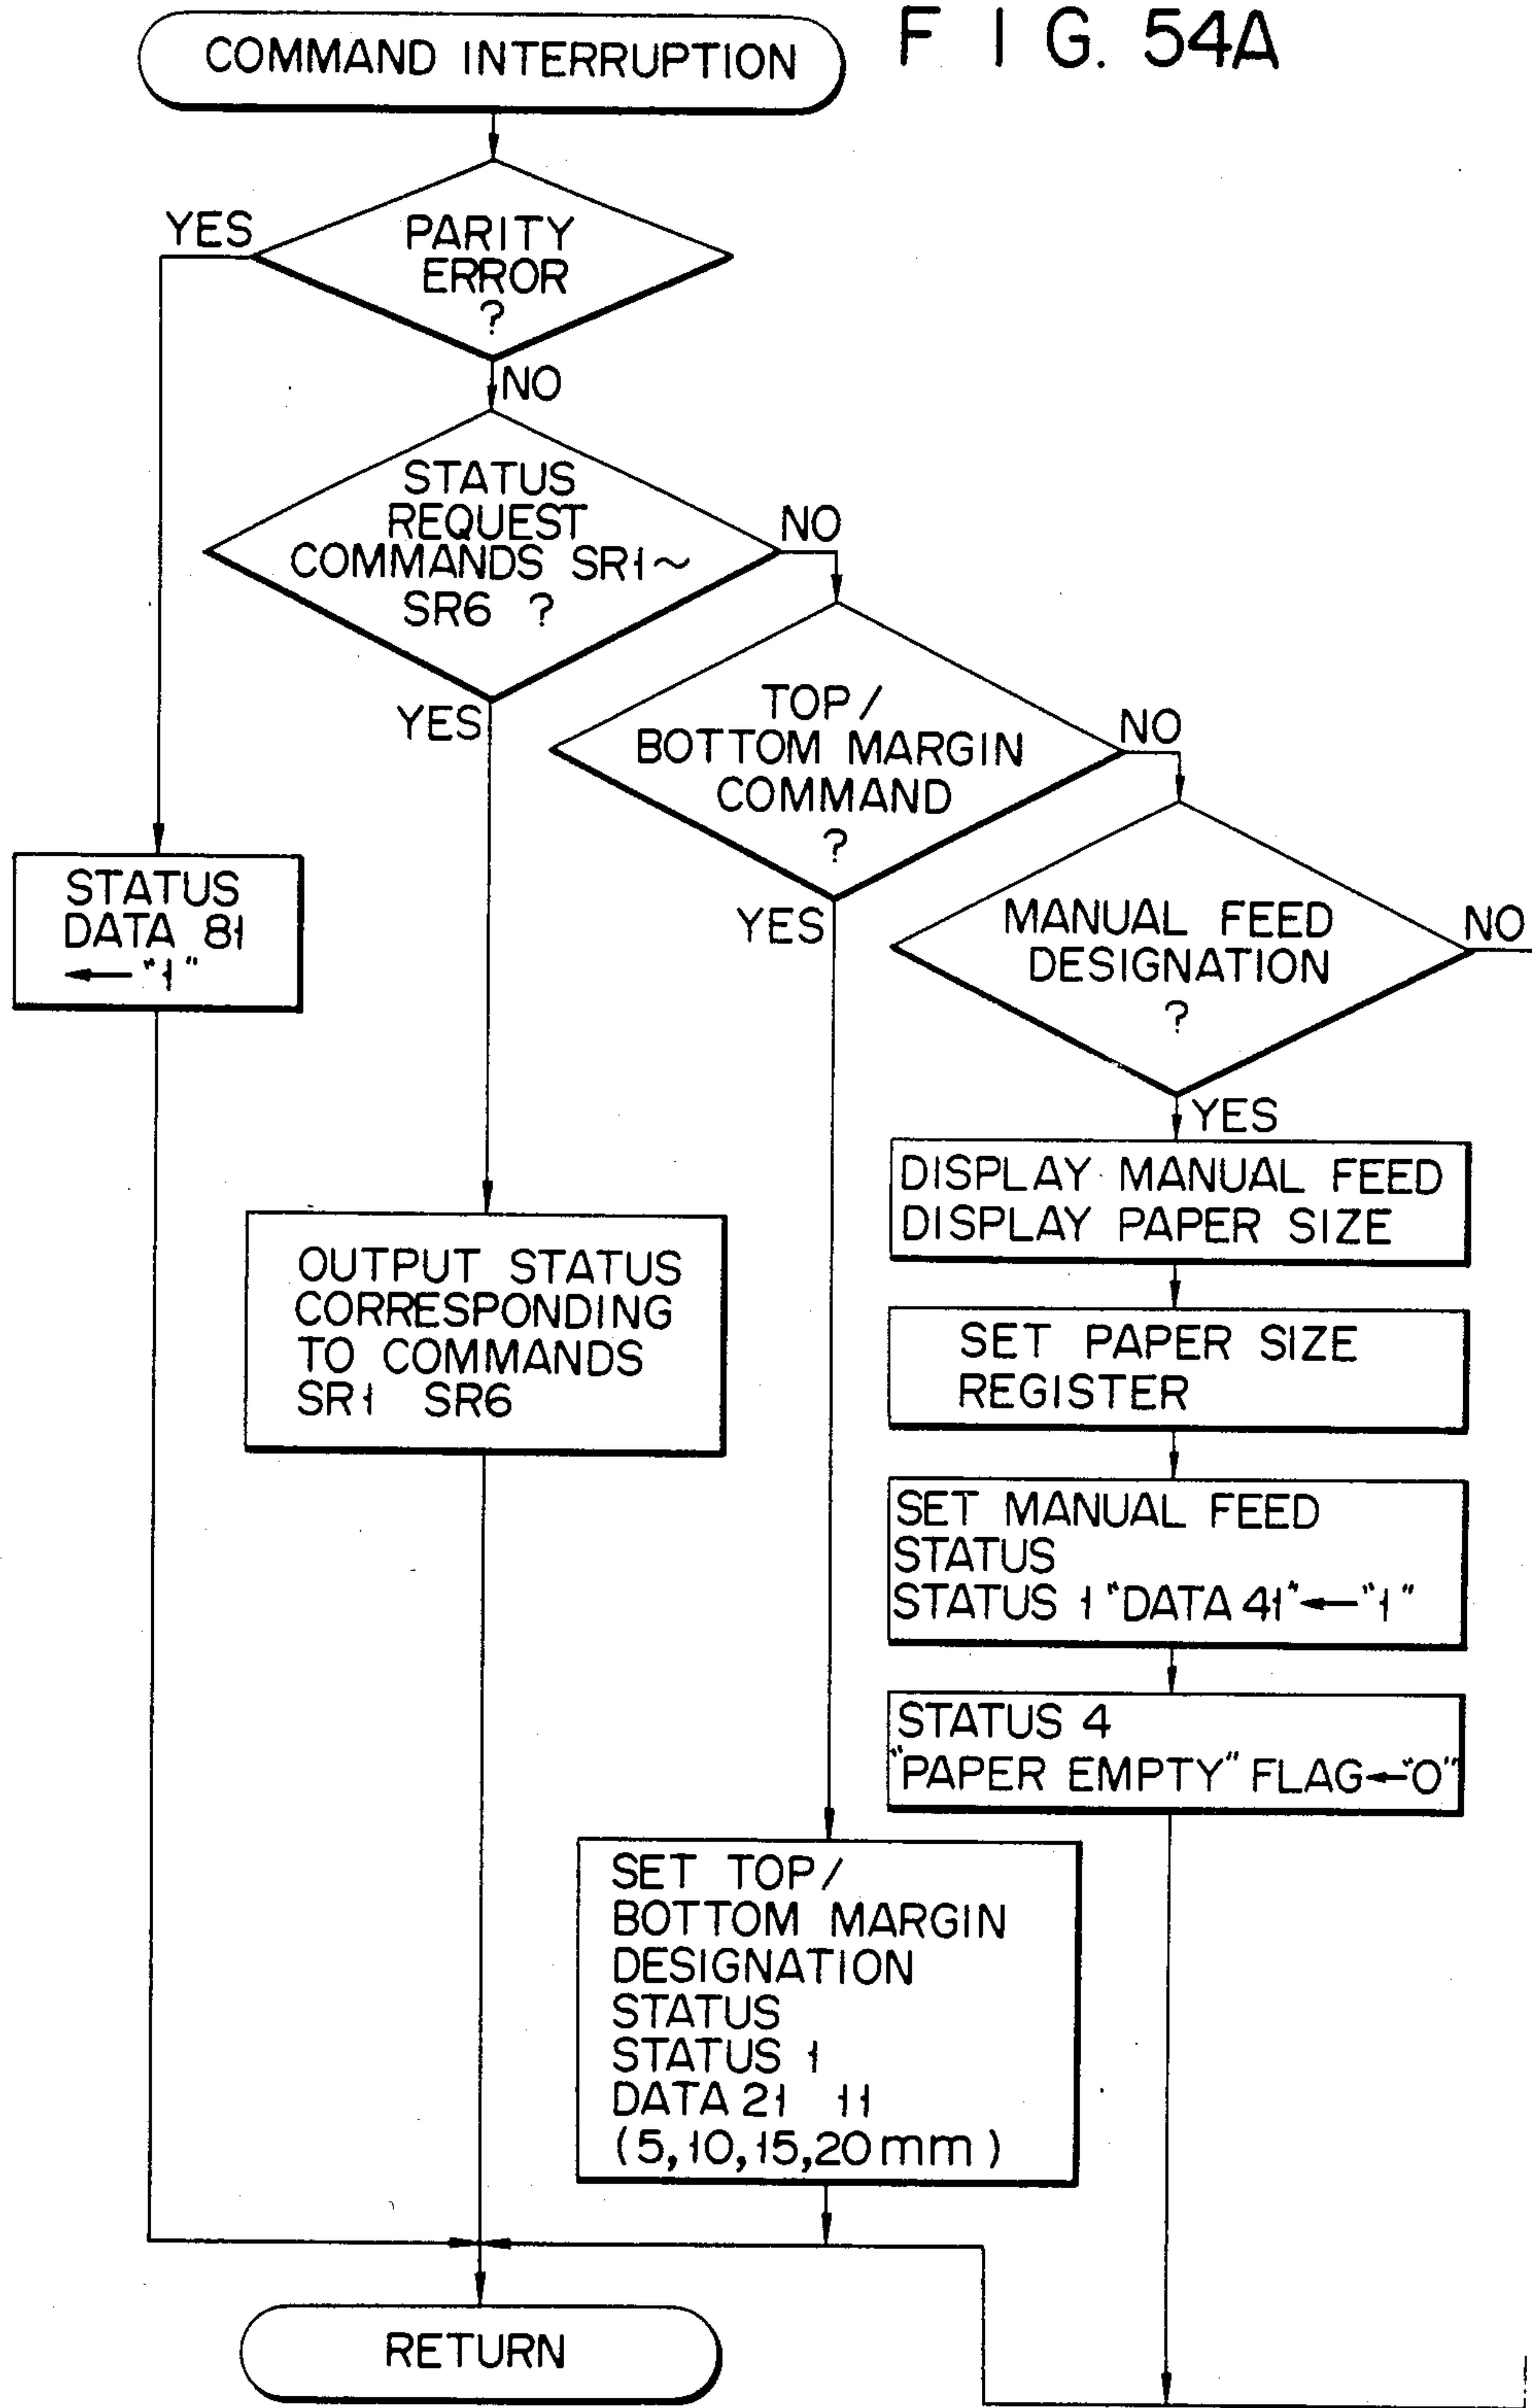 F I G. 54A
COMMAND INTERRUPTION
PARITY
ERROR
?
YES
NO
STATUS
REQUEST
COMMANDS SR1~
SR6 ?
NO
YES
TOP/
BOTTOM MARGIN
COMMAND
?
NO
YES
MANUAL FEED
DESIGNATION
?
NO
YES
STATUS
DATA 81
← "1"
OUTPUT STATUS
CORRESPONDING
TO COMMANDS
SR1 SR6
DISPLAY MANUAL FEED
DISPLAY PAPER SIZE
SET PAPER SIZE
REGISTER
SET MANUAL FEED
STATUS
STATUS 1 "DATA 41" ← "1"
STATUS 4
"PAPER EMPTY" FLAG ← "0"
SET TOP/
BOTTOM MARGIN
DESIGNATION
STATUS
STATUS 1
DATA 21 11
(5,10,15,20mm)
RETURN